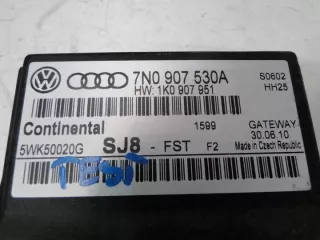 7N0 907 530A S0602
HW: 1K0 907 951 HH25
Continental 1599 GATEWAY
30.06.10
5WK50020G SJ8 - FST F2 Made in Czech Republic